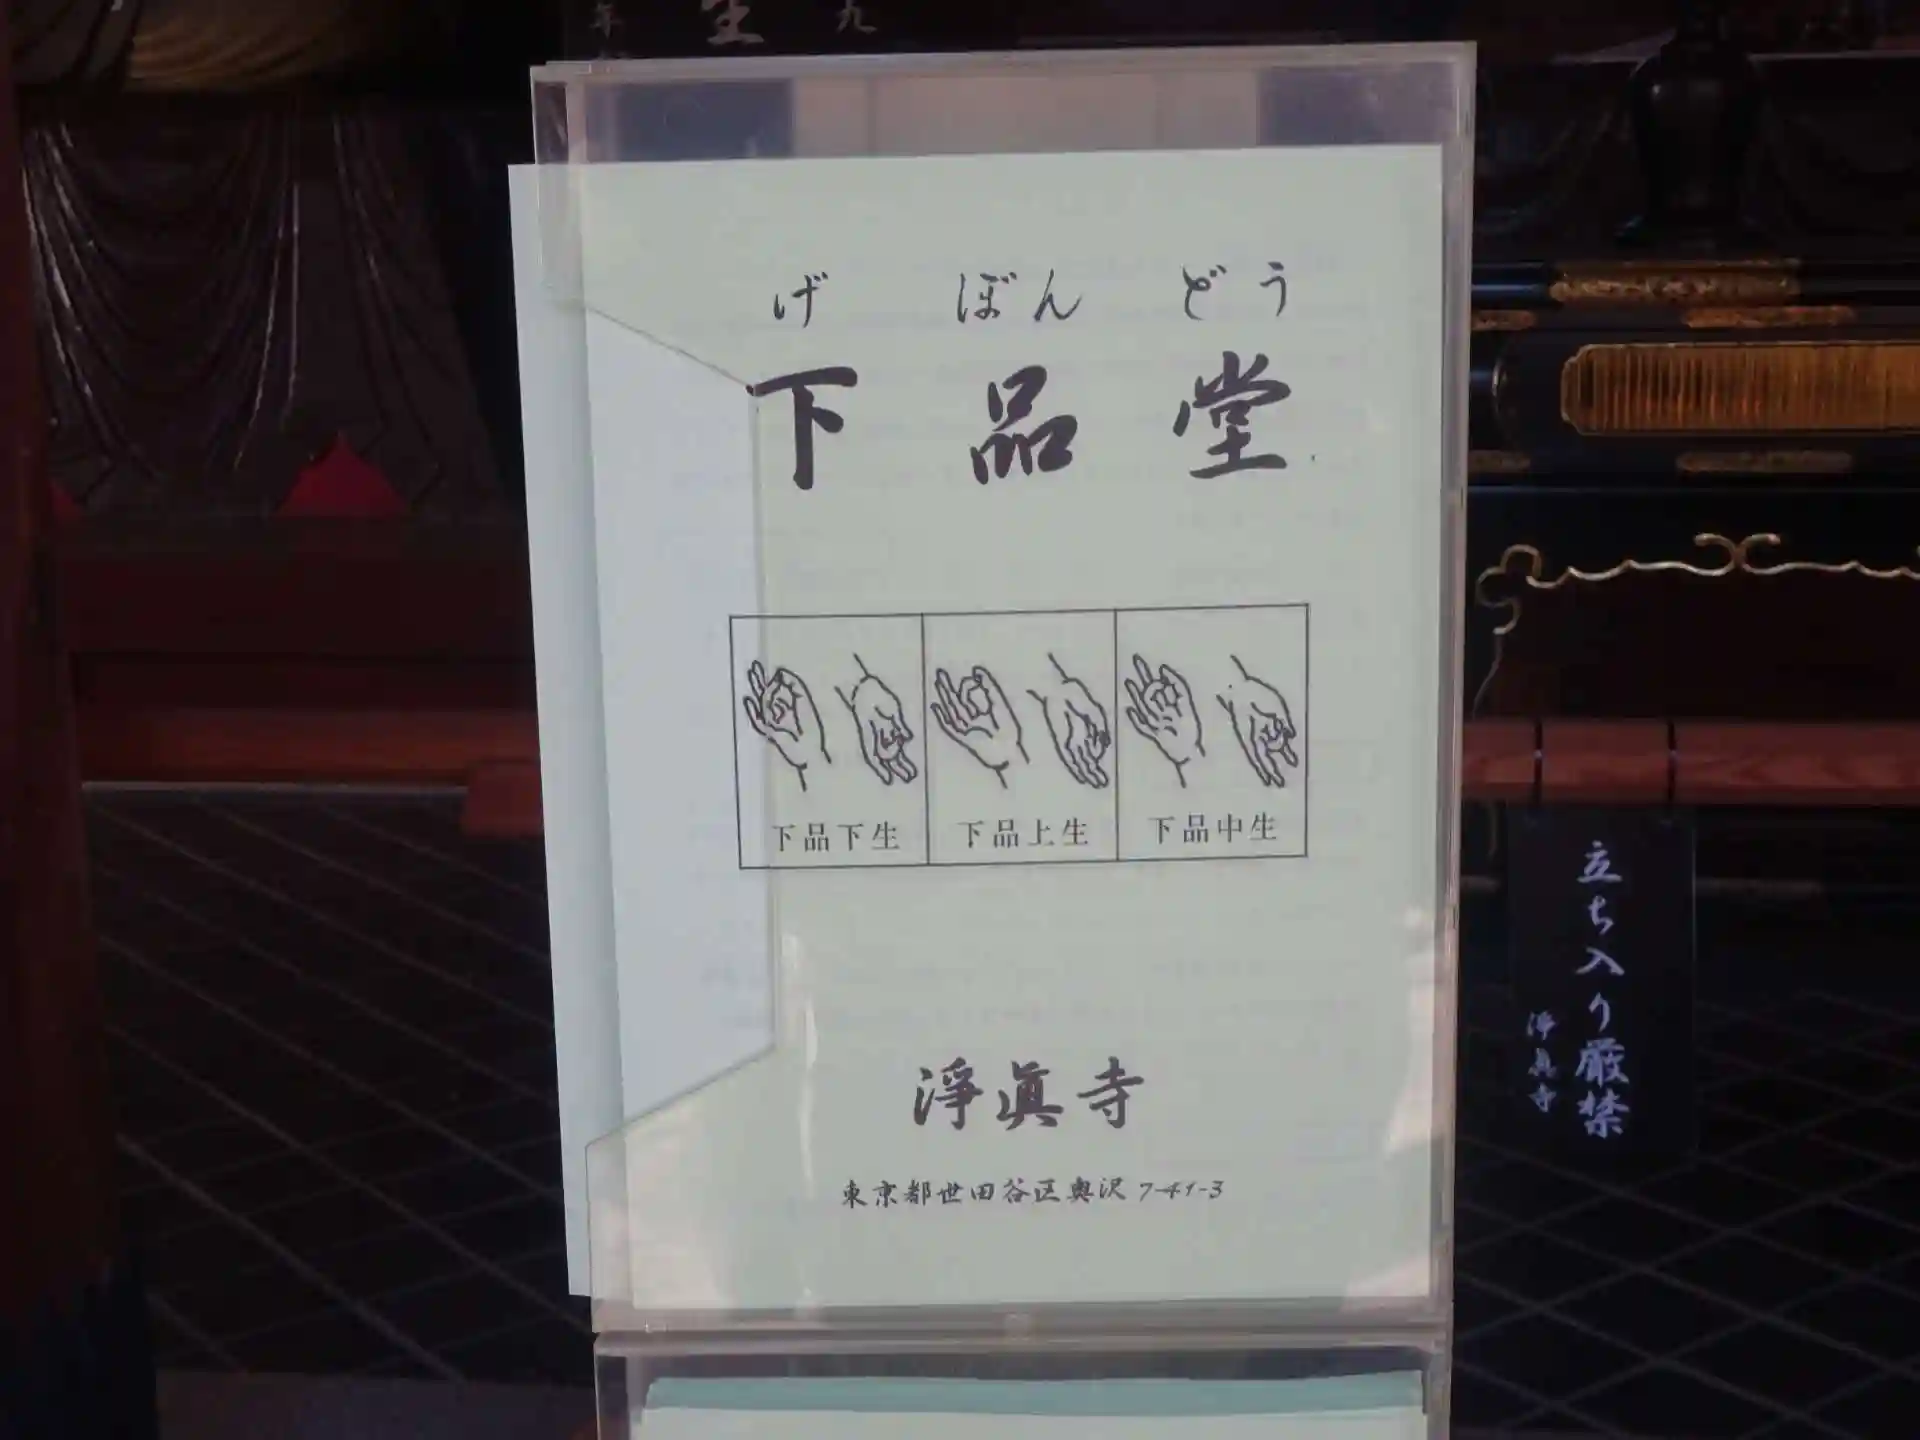 げ ぼん どう
下 品 堂
下品下生
下品上生
下品中生
淨眞寺
東京都世田谷区奥沢 7-41-3
立ち入り厳禁
淨眞寺
生
九